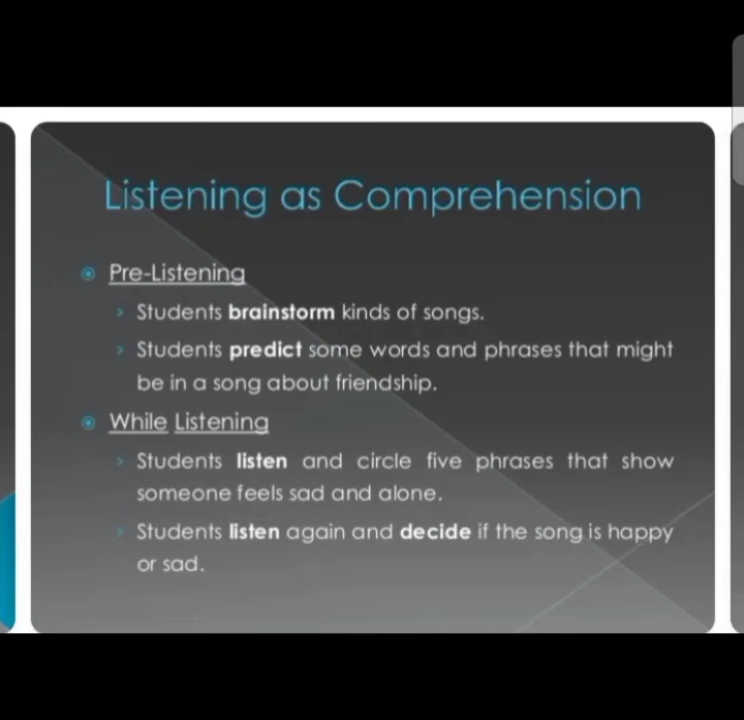 Listening as Comprehension
Pre-Listening
Students brainstorm kinds of songs.
Students predict some words and phrases that might
be in a song about friendship.
While Listening
Students listen and circle five phrases that show
someone feels sad and alone.
Students listen again and decide if the song is happy
or sad.